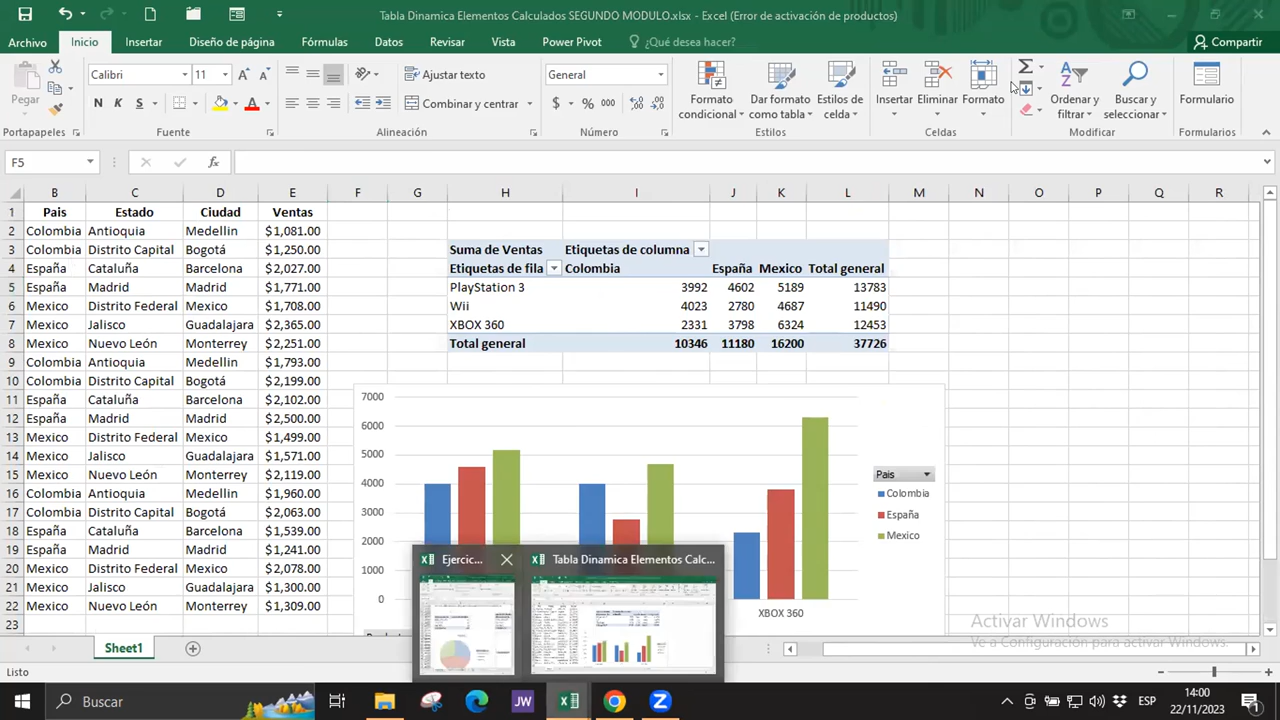 Tabla Dinamica Elementos Calculados SEGUNDO MODULO.xlsx - Excel (Error de activación de productos)
Archivo Inicio Insertar Diseño de página Fórmulas Datos Revisar Vista Power Pivot ¿Qué desea hacer? Compartir
Pegar Calibri 11 Ajustar texto General
N K S Combinar y centrar $ % 000
Formato condicional Dar formato como tabla Estilos de celda Insertar Eliminar Formato Ordenar y filtrar Buscar y seleccionar Formulario
Portapapeles Fuente Alineación Número Estilos Celdas Modificar Formularios
F5 fx
B C D E F G H I J K L M N O P Q R
1 Pais Estado Ciudad Ventas
2 Colombia Antioquia Medellin $ 1,081.00
3 Colombia Distrito Capital Bogotá $ 1,250.00 Suma de Ventas Etiquetas de columna
4 España Cataluña Barcelona $ 2,027.00 Etiquetas de fila Colombia España Mexico Total general
5 España Madrid Madrid $ 1,771.00 PlayStation 3 3992 4602 5189 13783
6 Mexico Distrito Federal Mexico $ 1,708.00 Wii 4023 2780 4687 11490
7 Mexico Jalisco Guadalajara $ 2,365.00 XBOX 360 2331 3798 6324 12453
8 Mexico Nuevo León Monterrey $ 2,251.00 Total general 10346 11180 16200 37726
9 Colombia Antioquia Medellin $ 1,793.00
10 Colombia Distrito Capital Bogotá $ 2,199.00
11 España Cataluña Barcelona $ 2,102.00
12 España Madrid Madrid $ 2,500.00
13 Mexico Distrito Federal Mexico $ 1,499.00
14 Mexico Jalisco Guadalajara $ 1,571.00
15 Mexico Nuevo León Monterrey $ 2,119.00
16 Colombia Antioquia Medellin $ 1,960.00
17 Colombia Distrito Capital Bogotá $ 2,063.00
18 España Cataluña Barcelona $ 1,539.00
19 España Madrid Madrid $ 1,241.00
20 Mexico Distrito Federal Mexico $ 2,078.00
21 Mexico Jalisco Guadalajara $ 1,300.00
22 Mexico Nuevo León Monterrey $ 1,309.00
23
7000
6000
5000
4000
3000
2000
1000
0
XBOX 360
Pais
Colombia
España
Mexico
Ejercic... Tabla Dinamica Elementos Calc...
Activar Windows
Ve a Configuración para activar Windows.
Sheet1
Listo
Buscar JW ESP 14:00
22/11/2023 1